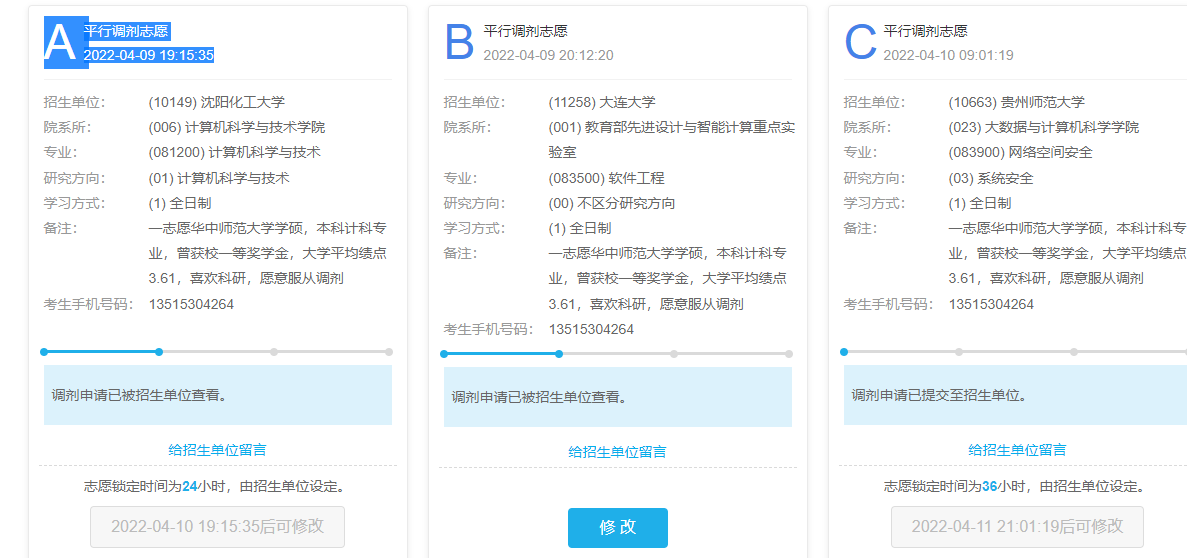 A 平行调剂志愿
2022-04-09 19:15:35
招生单位： (10149) 沈阳化工大学
院系所： (006) 计算机科学与技术学院
专业： (081200) 计算机科学与技术
研究方向： (01) 计算机科学与技术
学习方式： (1) 全日制
备注： 一志愿华中师范大学学硕，本科计科专
业，曾获校一等奖学金，大学平均绩点
3.61，喜欢科研，愿意服从调剂
考生手机号码： 13515304264
调剂申请已被招生单位查看。
给招生单位留言
志愿锁定时间为24小时，由招生单位设定。
2022-04-10 19:15:35后可修改
B 平行调剂志愿
2022-04-09 20:12:20
招生单位： (11258) 大连大学
院系所： (001) 教育部先进设计与智能计算重点实
验室
专业： (083500) 软件工程
研究方向： (00) 不区分研究方向
学习方式： (1) 全日制
备注： 一志愿华中师范大学学硕，本科计科专
业，曾获校一等奖学金，大学平均绩点
3.61，喜欢科研，愿意服从调剂
考生手机号码： 13515304264
调剂申请已被招生单位查看。
给招生单位留言
修 改
C 平行调剂志愿
2022-04-10 09:01:19
招生单位： (10663) 贵州师范大学
院系所： (023) 大数据与计算机科学学院
专业： (083900) 网络空间安全
研究方向： (03) 系统安全
学习方式： (1) 全日制
备注： 一志愿华中师范大学学硕，本科计科专
业，曾获校一等奖学金，大学平均绩点
3.61，喜欢科研，愿意服从调剂
考生手机号码： 13515304264
调剂申请已提交至招生单位。
给招生单位留言
志愿锁定时间为36小时，由招生单位设定。
2022-04-11 21:01:19后可修改